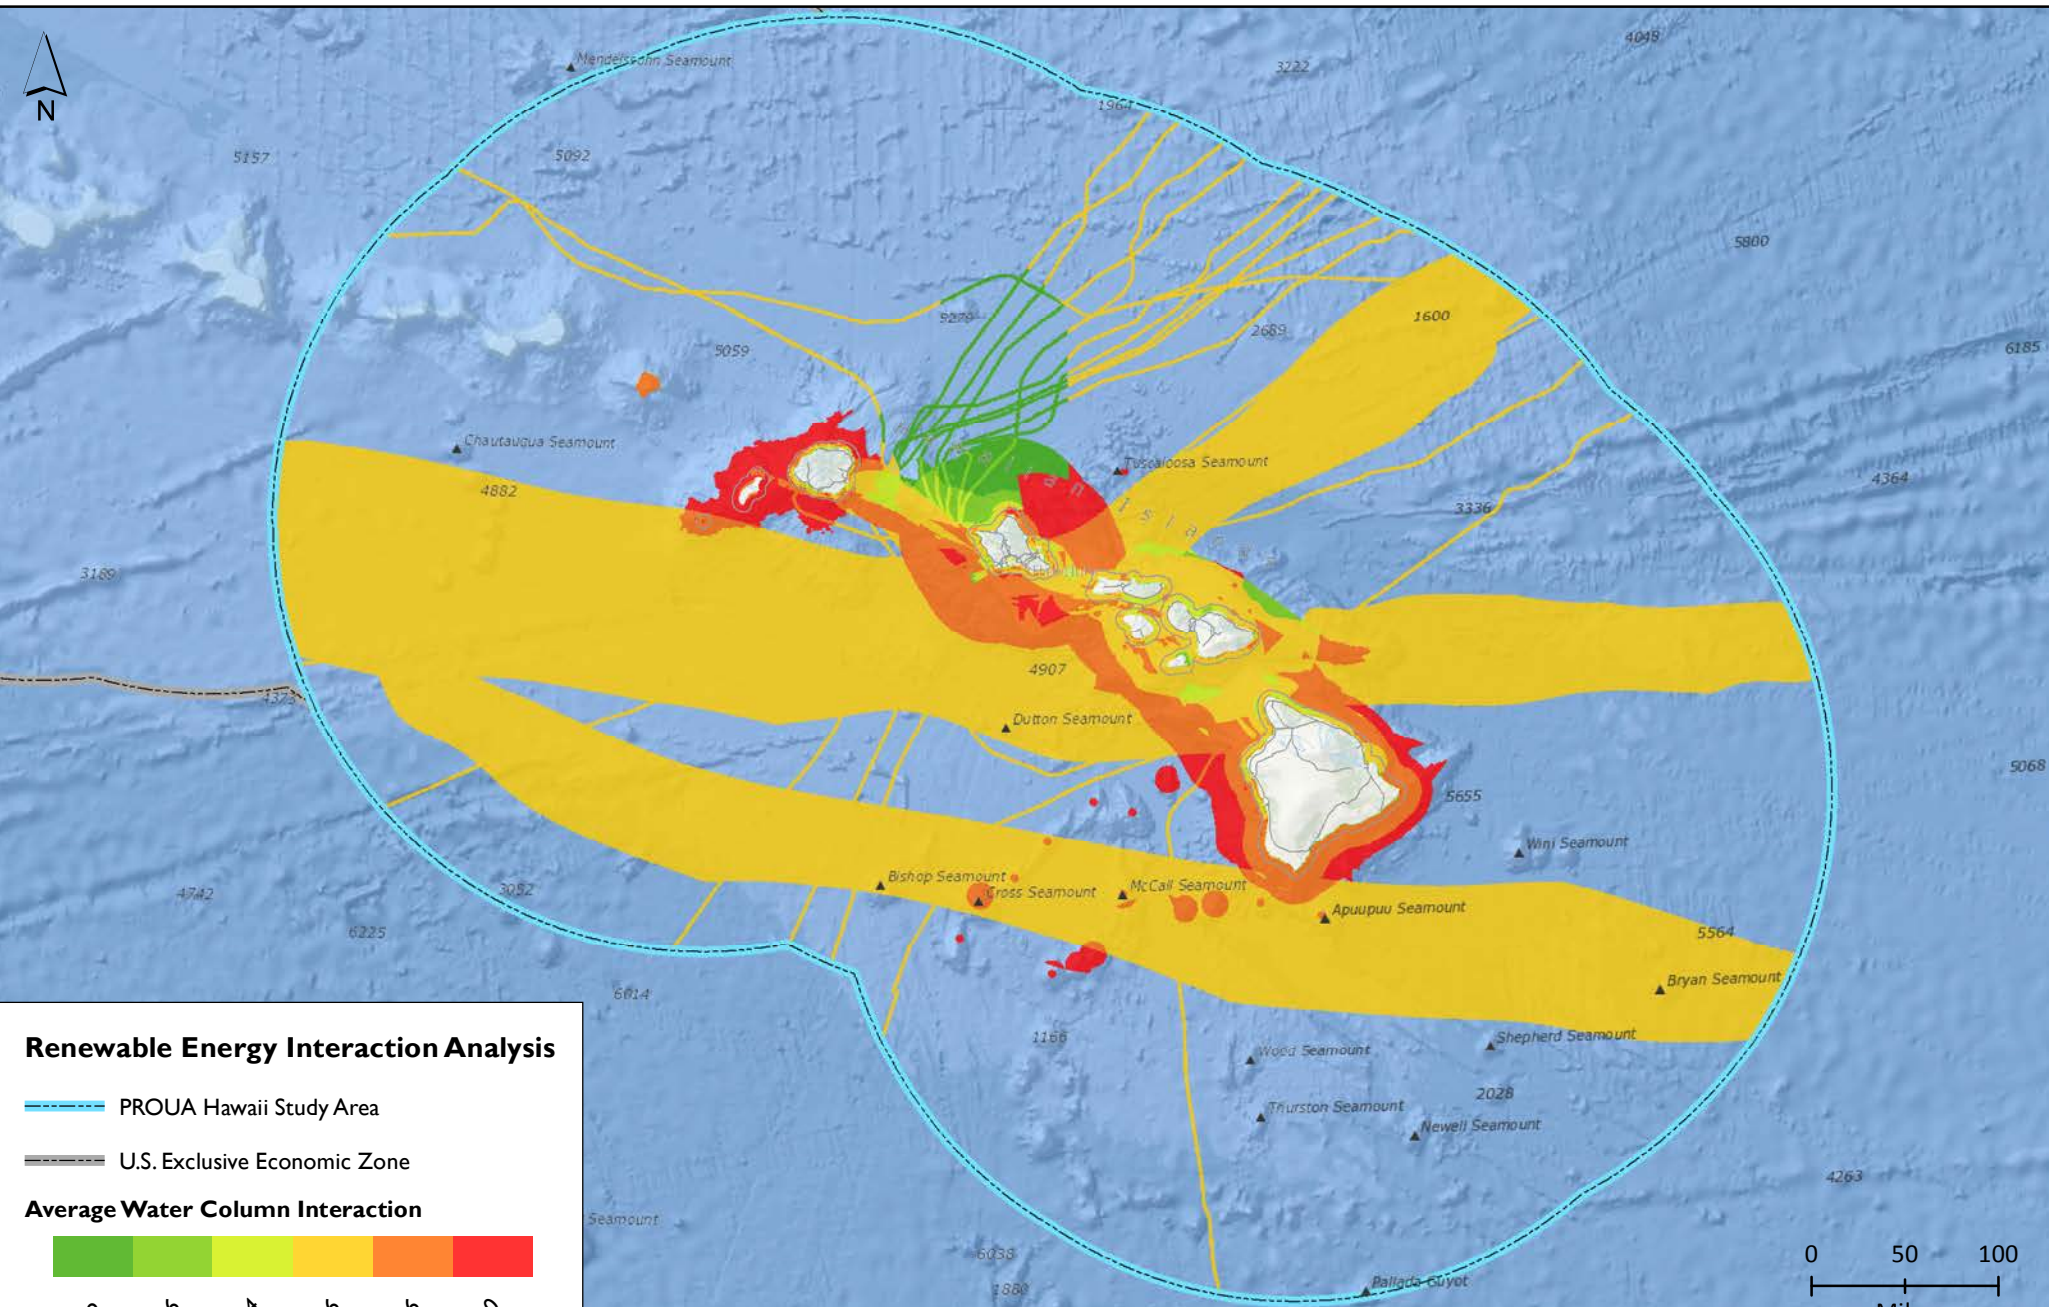 Mendelssohn Seamount
4048
3222
1964
N
5157
5092
5800
1600
2689
5059
6185
Chautauqua Seamount
Tuscaloosa Seamount
4882
4364
3336
3189
4907
4373
Dutton Seamount
5068
5655
Wini Seamount
Bishop Seamount
McCall Seamount
3052
Cross Seamount
4742
Apuupuu Seamount
6225
5564
Bryan Seamount
6014
Renewable Energy Interaction Analysis
1166
Shepherd Seamount
Wood Seamount
2028
PROUA Hawaii Study Area
Thurston Seamount
Newell Seamount
U.S. Exclusive Economic Zone
4263
Average Water Column Interaction
Seamount
6038
0 50 100
Pallada Guyot
1880